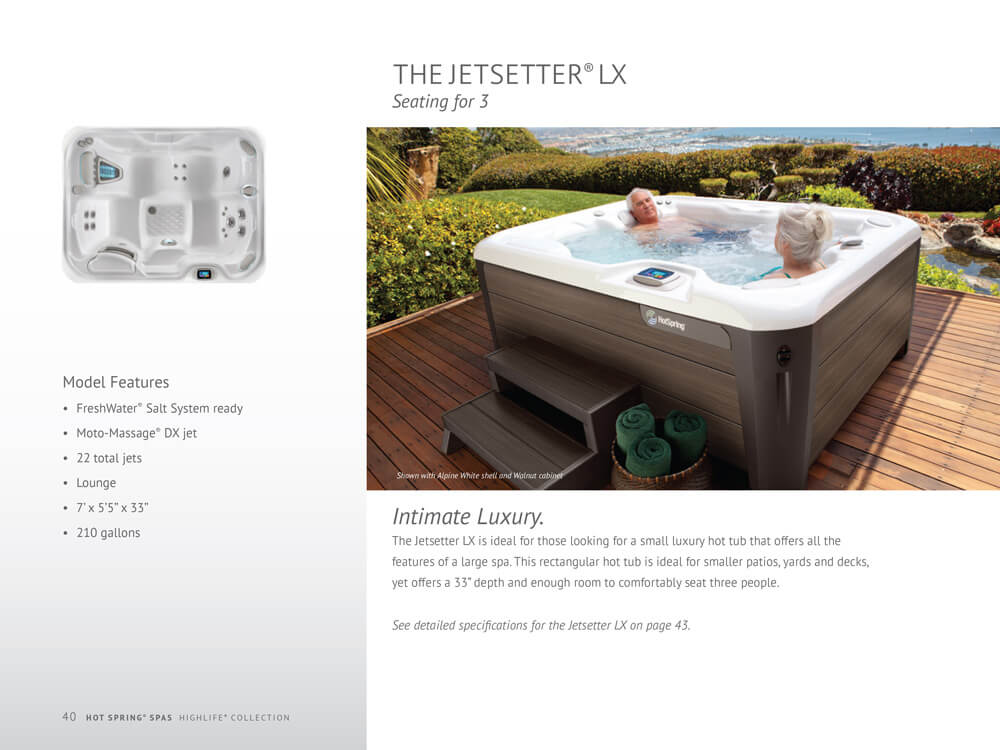 THE JETSETTER® LX
Seating for 3
HotSpring
Shown with Alpine White shell and Walnut cabinet
Model Features
• FreshWater® Salt System ready
• Moto-Massage® DX jet
• 22 total jets
• Lounge
• 7’ x 5’5” x 33”
• 210 gallons
Intimate Luxury.
The Jetsetter LX is ideal for those looking for a small luxury hot tub that offers all the
features of a large spa. This rectangular hot tub is ideal for smaller patios, yards and decks,
yet offers a 33” depth and enough room to comfortably seat three people.
See detailed specifications for the Jetsetter LX on page 43.
40 HOT SPRING® SPAS HIGHLIFE® COLLECTION